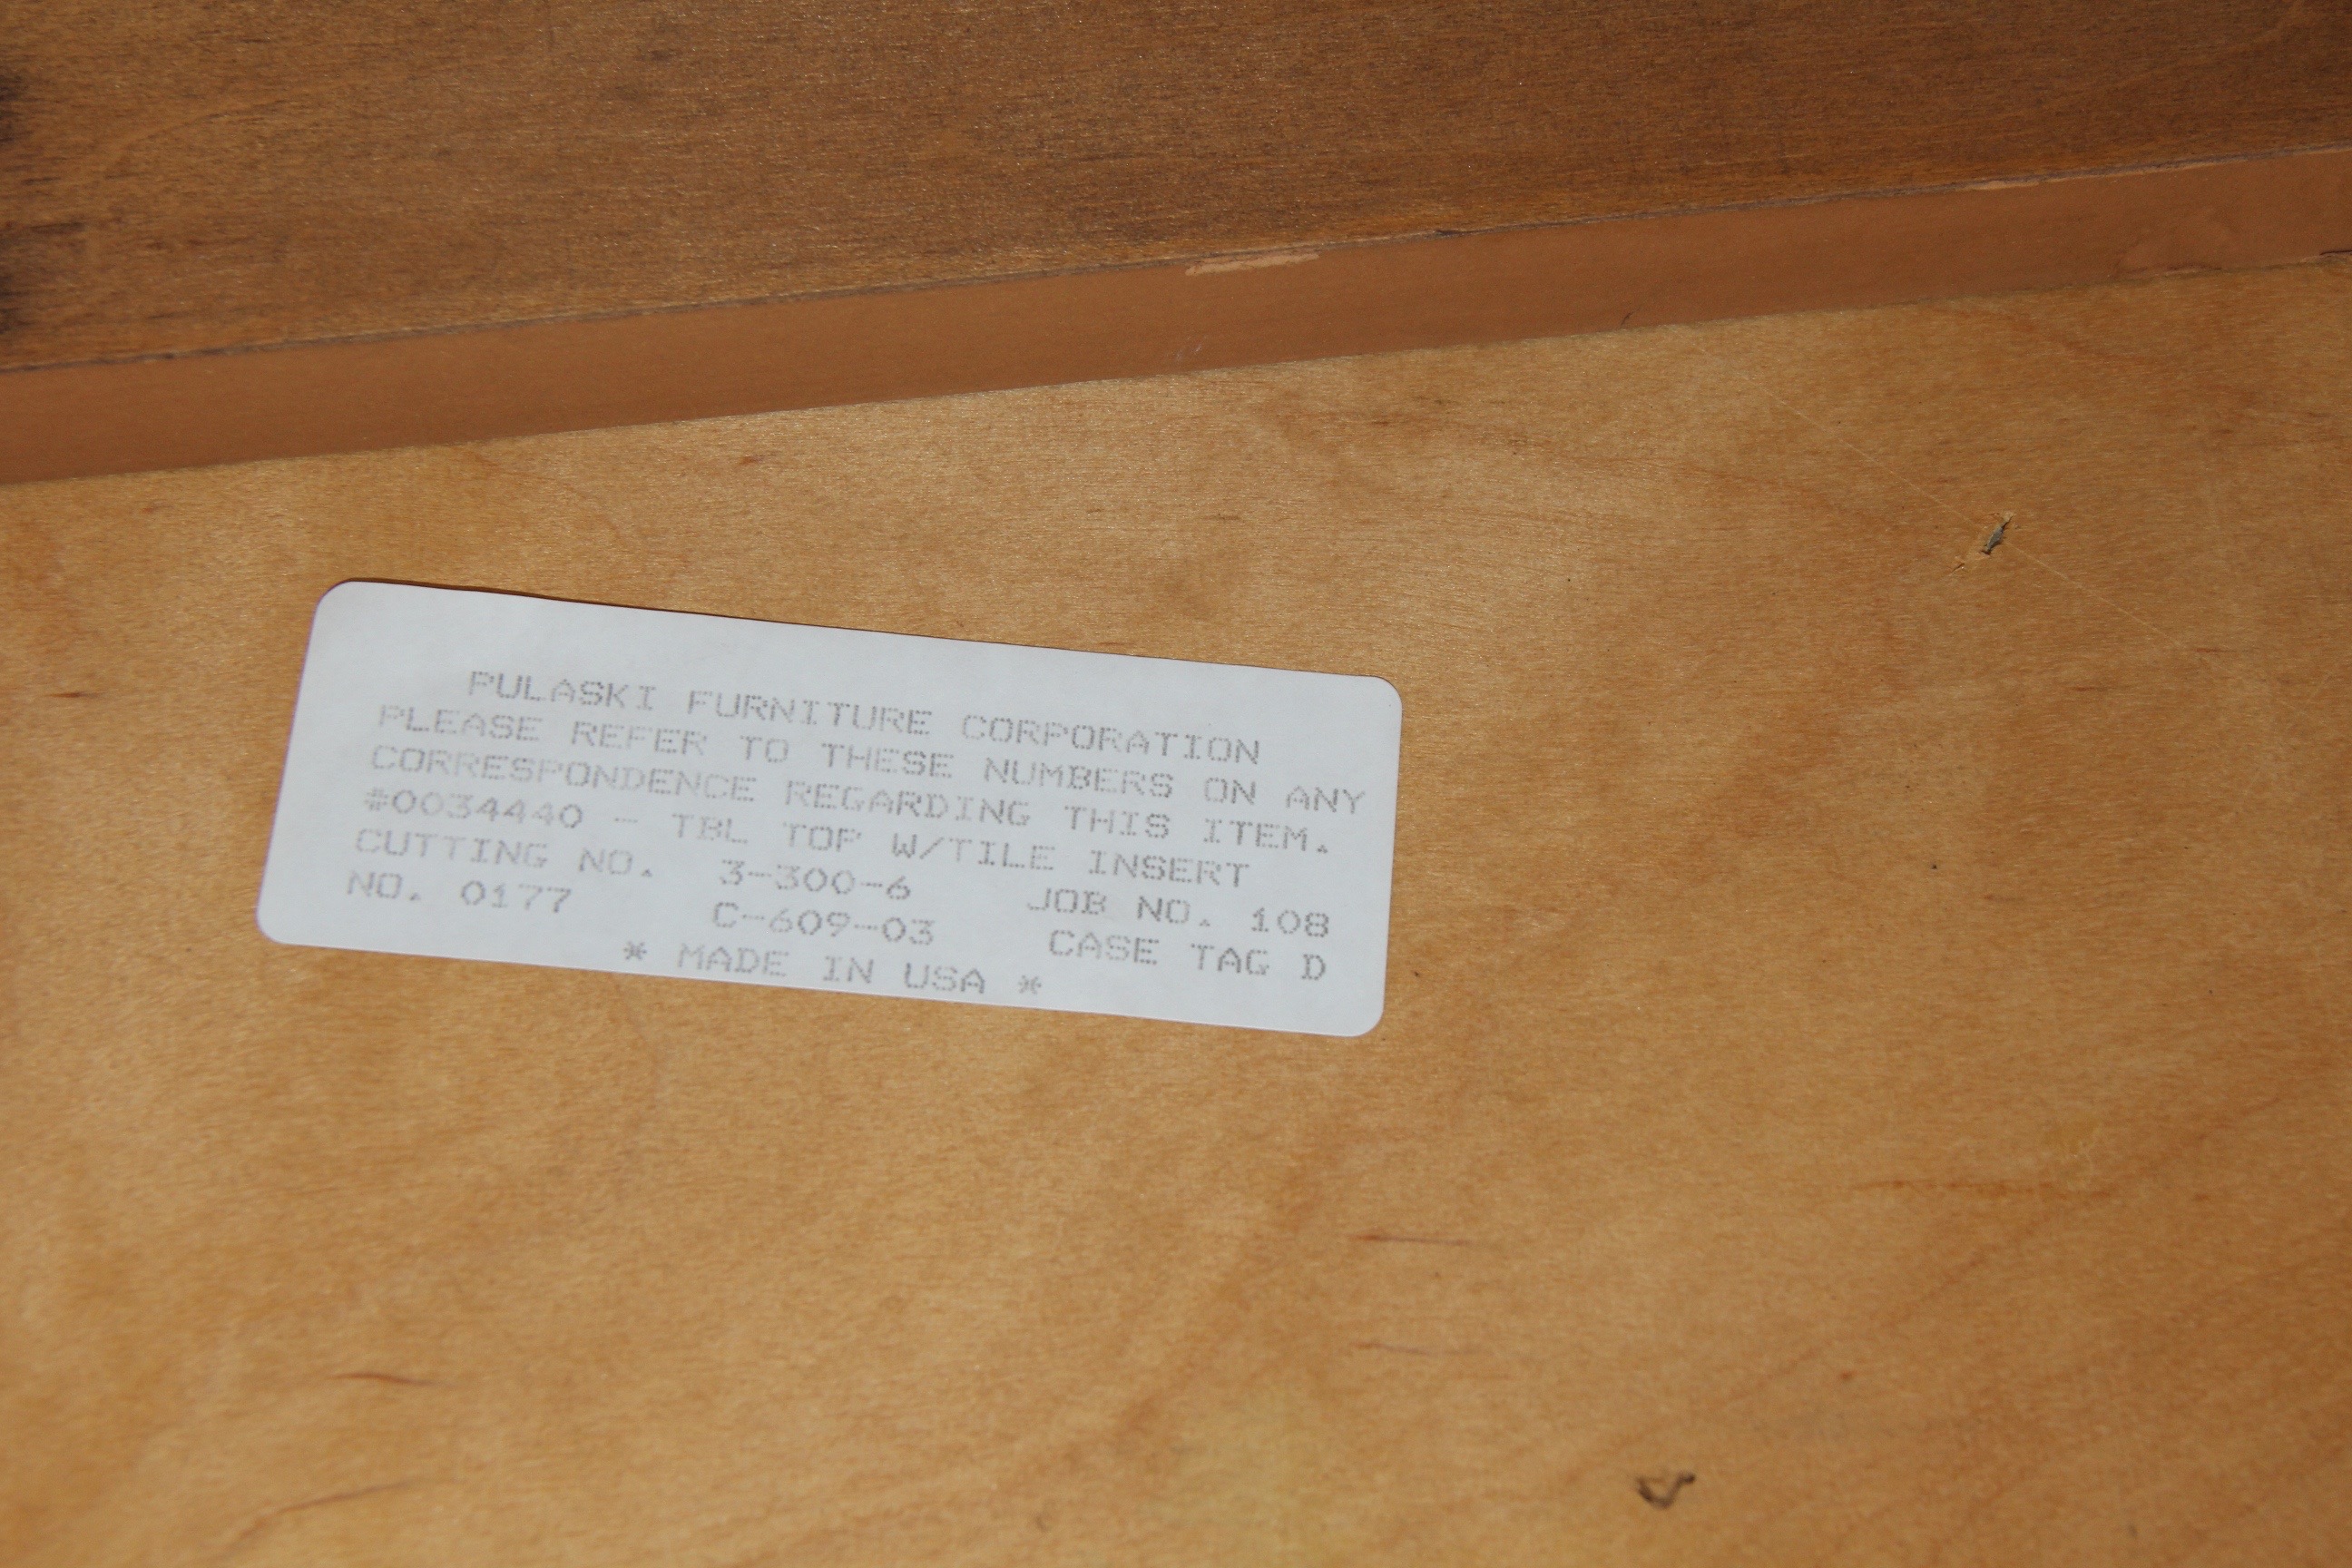 PULASKI FURNITURE CORPORATION
PLEASE REFER TO THESE NUMBERS ON ANY
CORRESPONDENCE REGARDING THIS ITEM.
#0034440 - TBL TOP W/TILE INSERT
CUTTING NO. 3-300-6 JOB NO. 108
NO. 0177 C-609-03 CASE TAG D
* MADE IN USA *